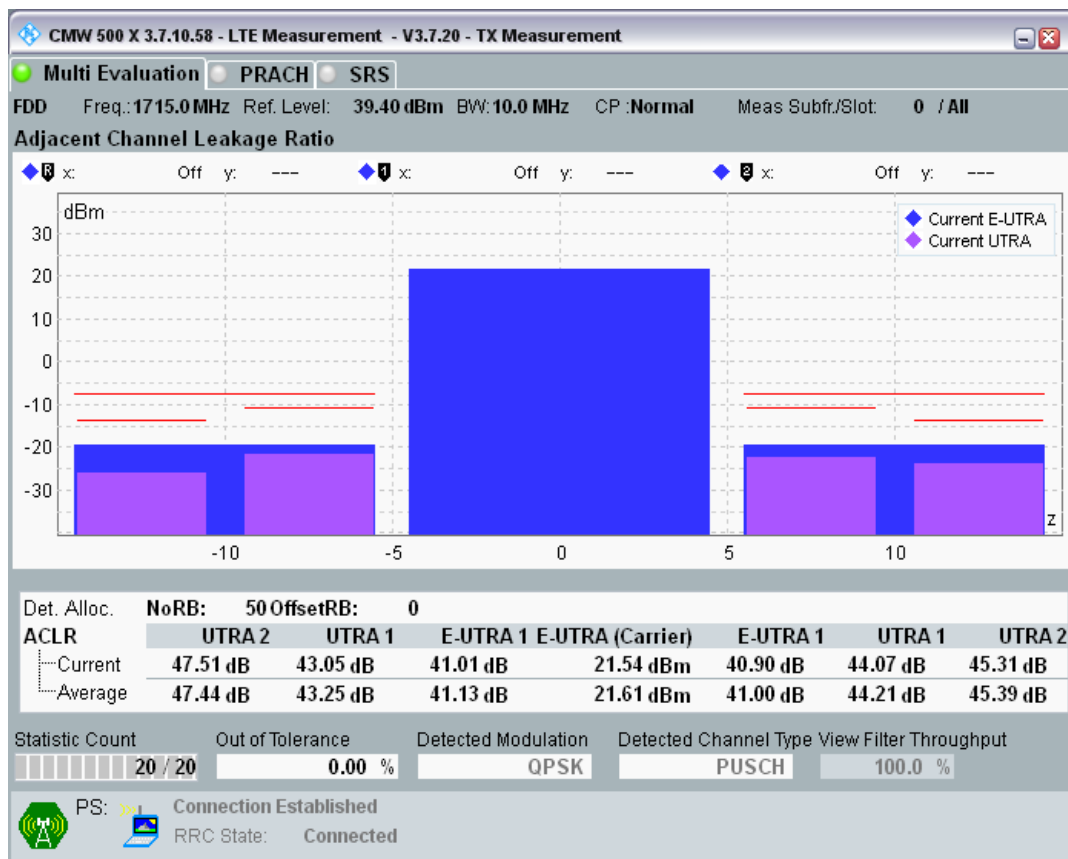 CMW 500 X 3.7.10.58 - LTE Measurement - V3.7.20 - TX Measurement
Multi Evaluation PRACH SRS
FDD Freq.: 1715.0 MHz Ref. Level: 39.40 dBm BW: 10.0 MHz CP : Normal Meas Subfr./Slot: 0 / All
Adjacent Channel Leakage Ratio
R x: Off y: --- 1 x: Off y: --- 2 x: Off y: ---
dBm
Current E-UTRA
Current UTRA
30
20
10
0
-10
-20
-30
z
-10 -5 0 5 10
Det. Alloc. NoRB: 50 OffsetRB: 0
ACLR UTRA 2 UTRA 1 E-UTRA 1 E-UTRA (Carrier) E-UTRA 1 UTRA 1 UTRA 2
Current 47.51 dB 43.05 dB 41.01 dB 21.54 dBm 40.90 dB 44.07 dB 45.31 dB
Average 47.44 dB 43.25 dB 41.13 dB 21.61 dBm 41.00 dB 44.21 dB 45.39 dB
Statistic Count Out of Tolerance Detected Modulation Detected Channel Type View Filter Throughput
20 / 20 0.00 % QPSK PUSCH 100.0 %
PS: Connection Established
RRC State: Connected